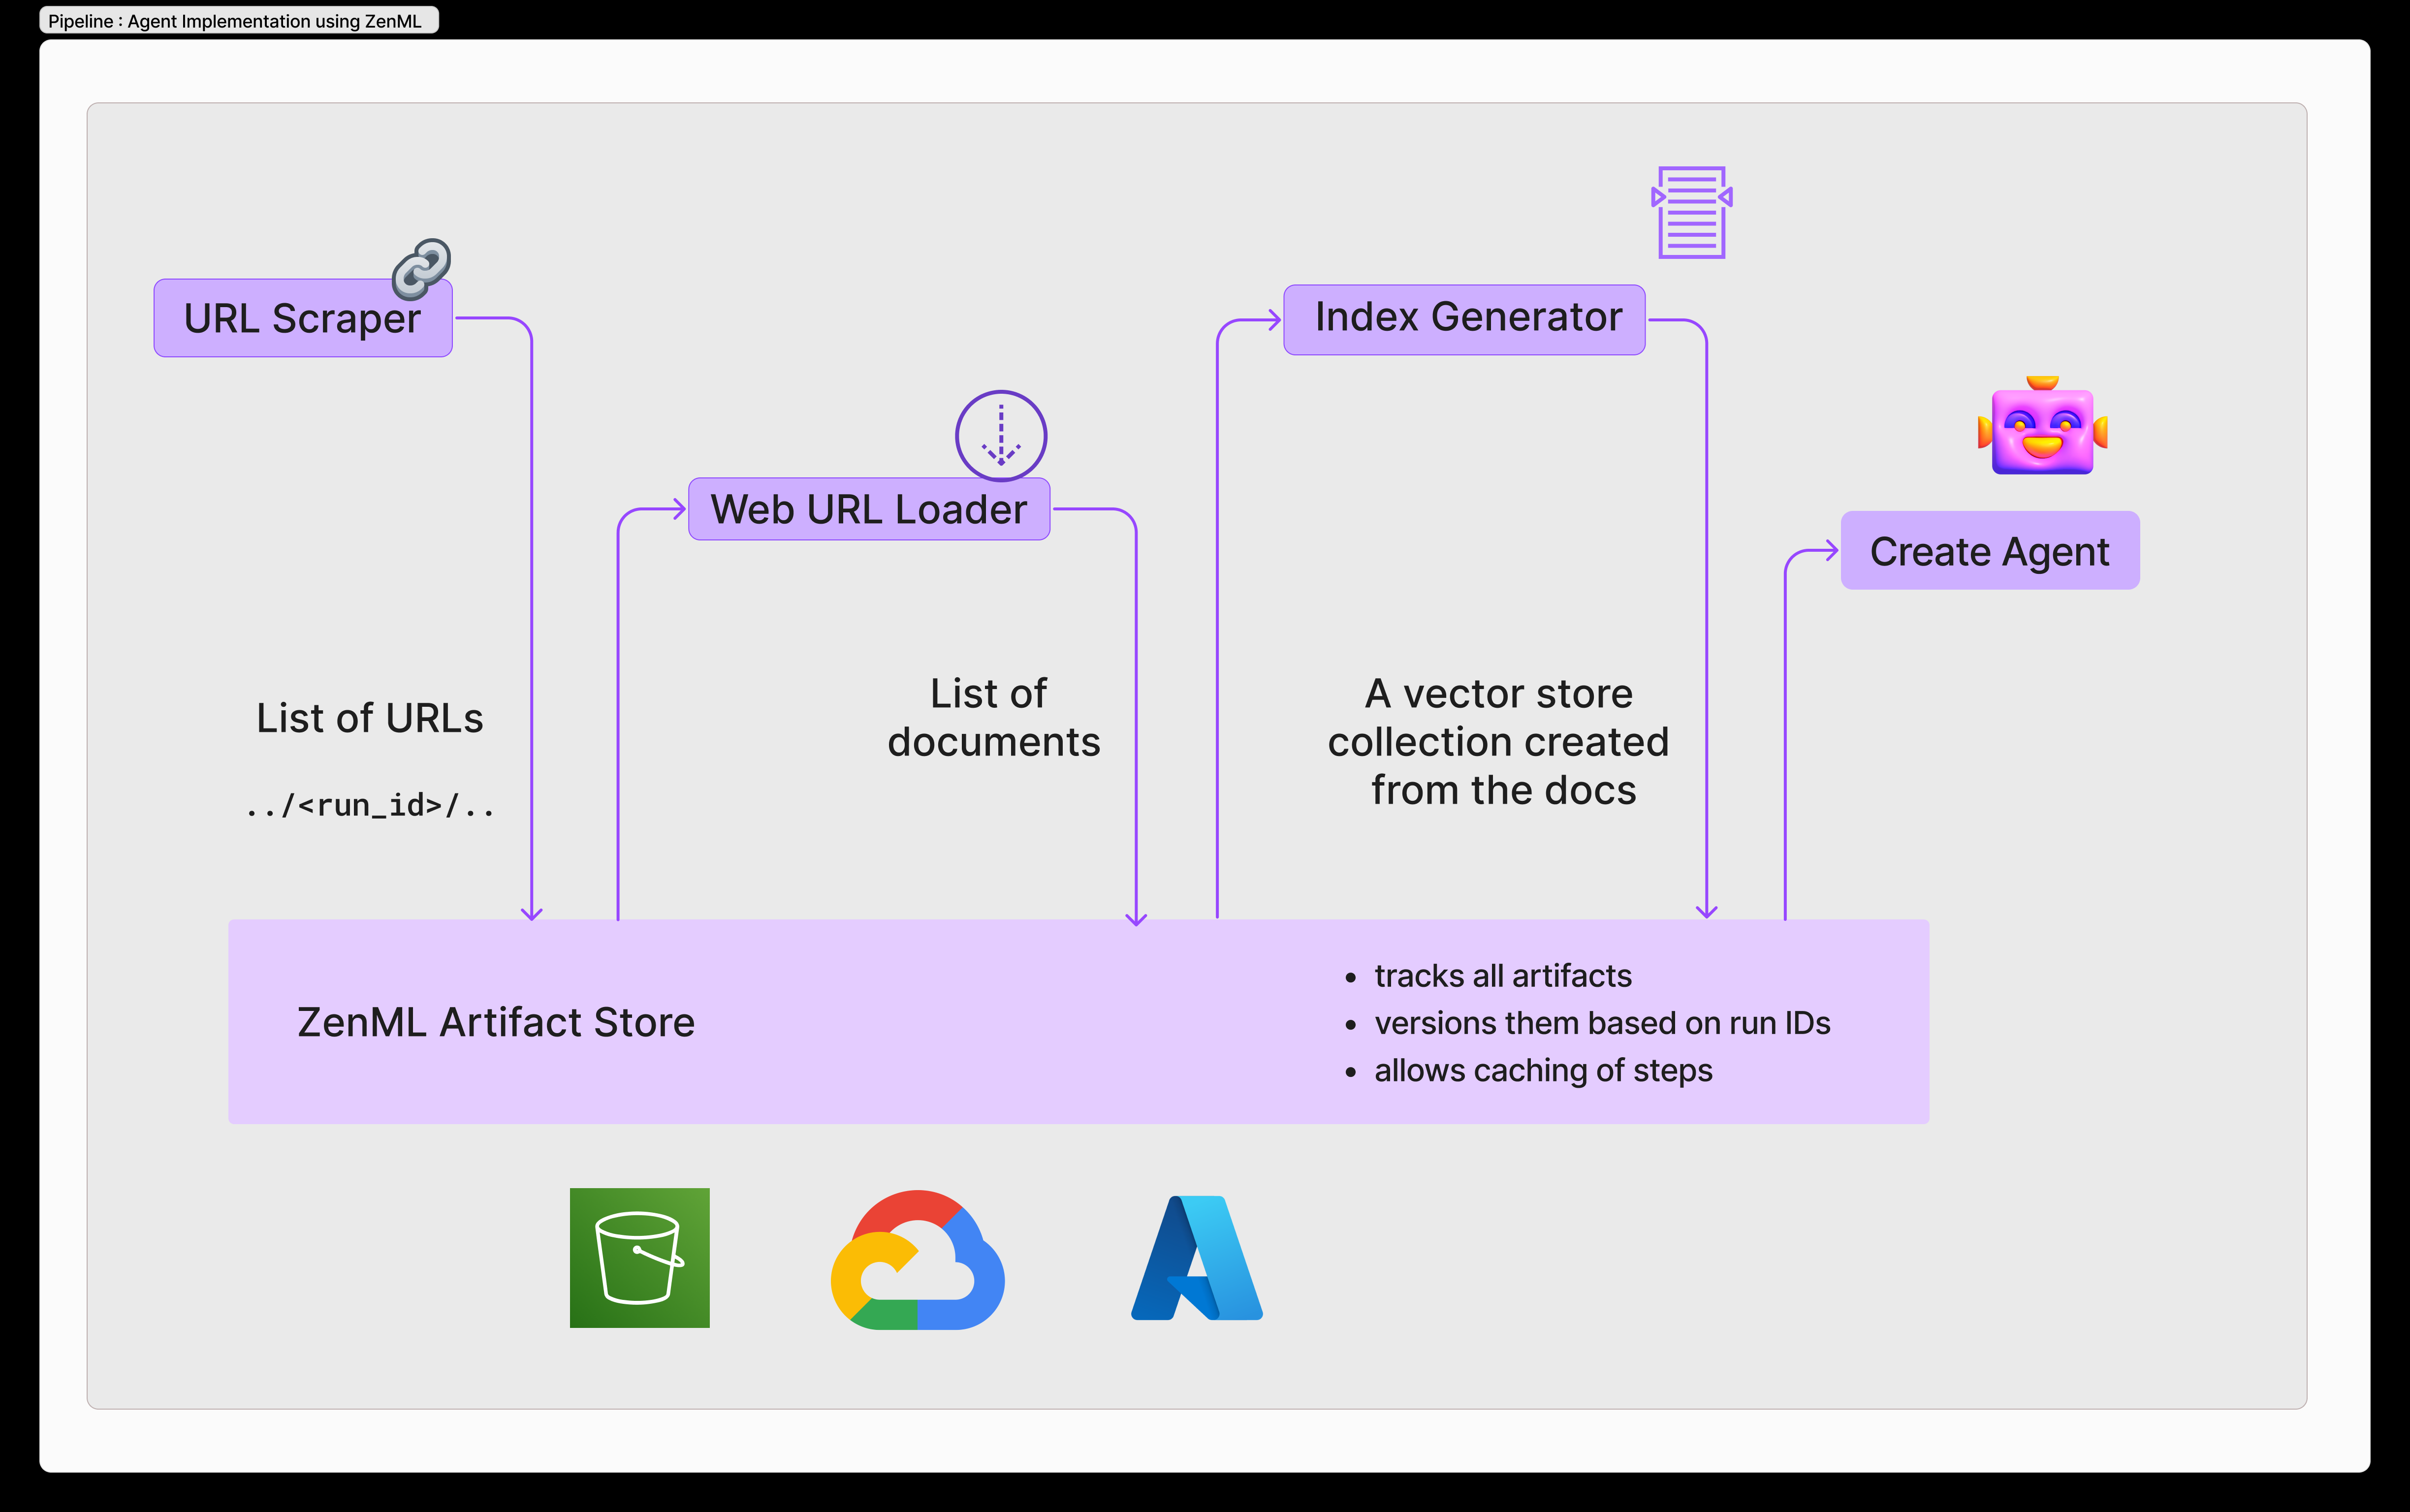 Pipeline : Agent Implementation using ZenML
URL Scraper
Index Generator
Web URL Loader
Create Agent
List of URLs
../<run_id>/..
List of
documents
A vector store
collection created
from the docs
ZenML Artifact Store
• tracks all artifacts
• versions them based on run IDs
• allows caching of steps